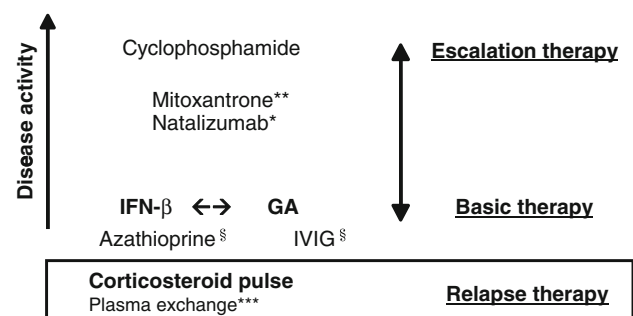 Disease activity
Cyclophosphamide
Escalation therapy
Mitoxantrone**
Natalizumab*
IFN-β ↔ GA
Basic therapy
Azathioprine§ IVIG§
Corticosteroid pulse
Plasma exchange***
Relapse therapy